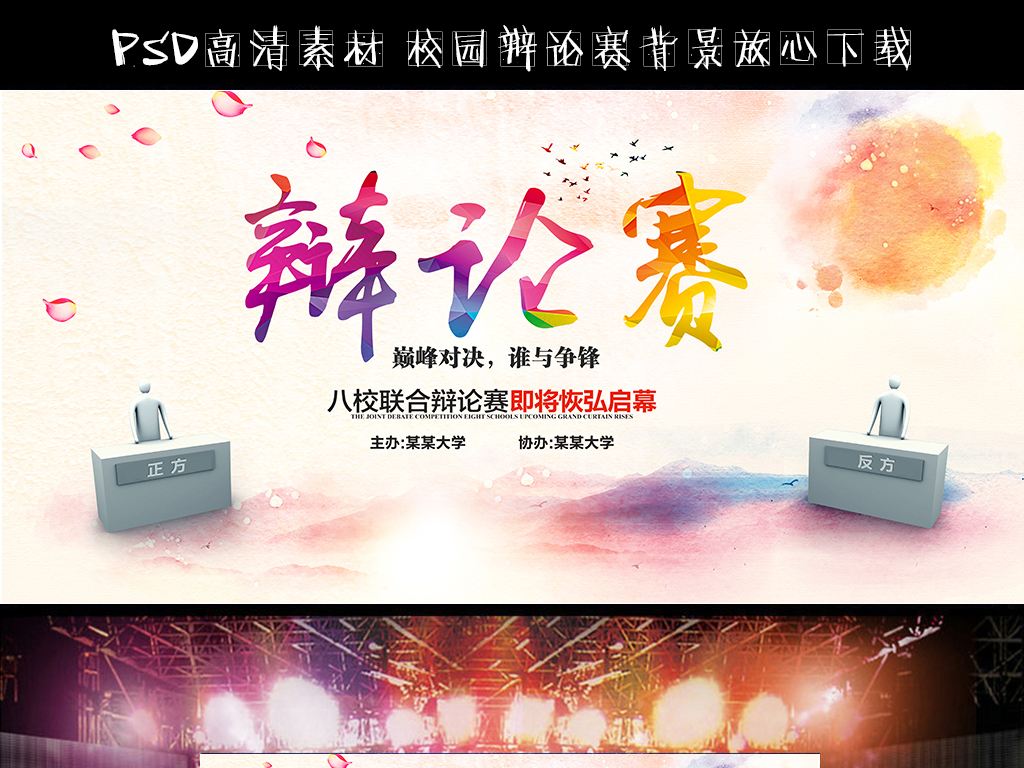 PSD高清素材 校园辩论赛背景放心下载
辩论赛
巅峰对决，谁与争锋
八校联合辩论赛即将恢弘启幕
THE JOINT DEBATE COMPETITION EIGHT SCHOOLS UPCOMING GRAND CURTAIN RISES
主办:某某大学 协办:某某大学
正方
反方